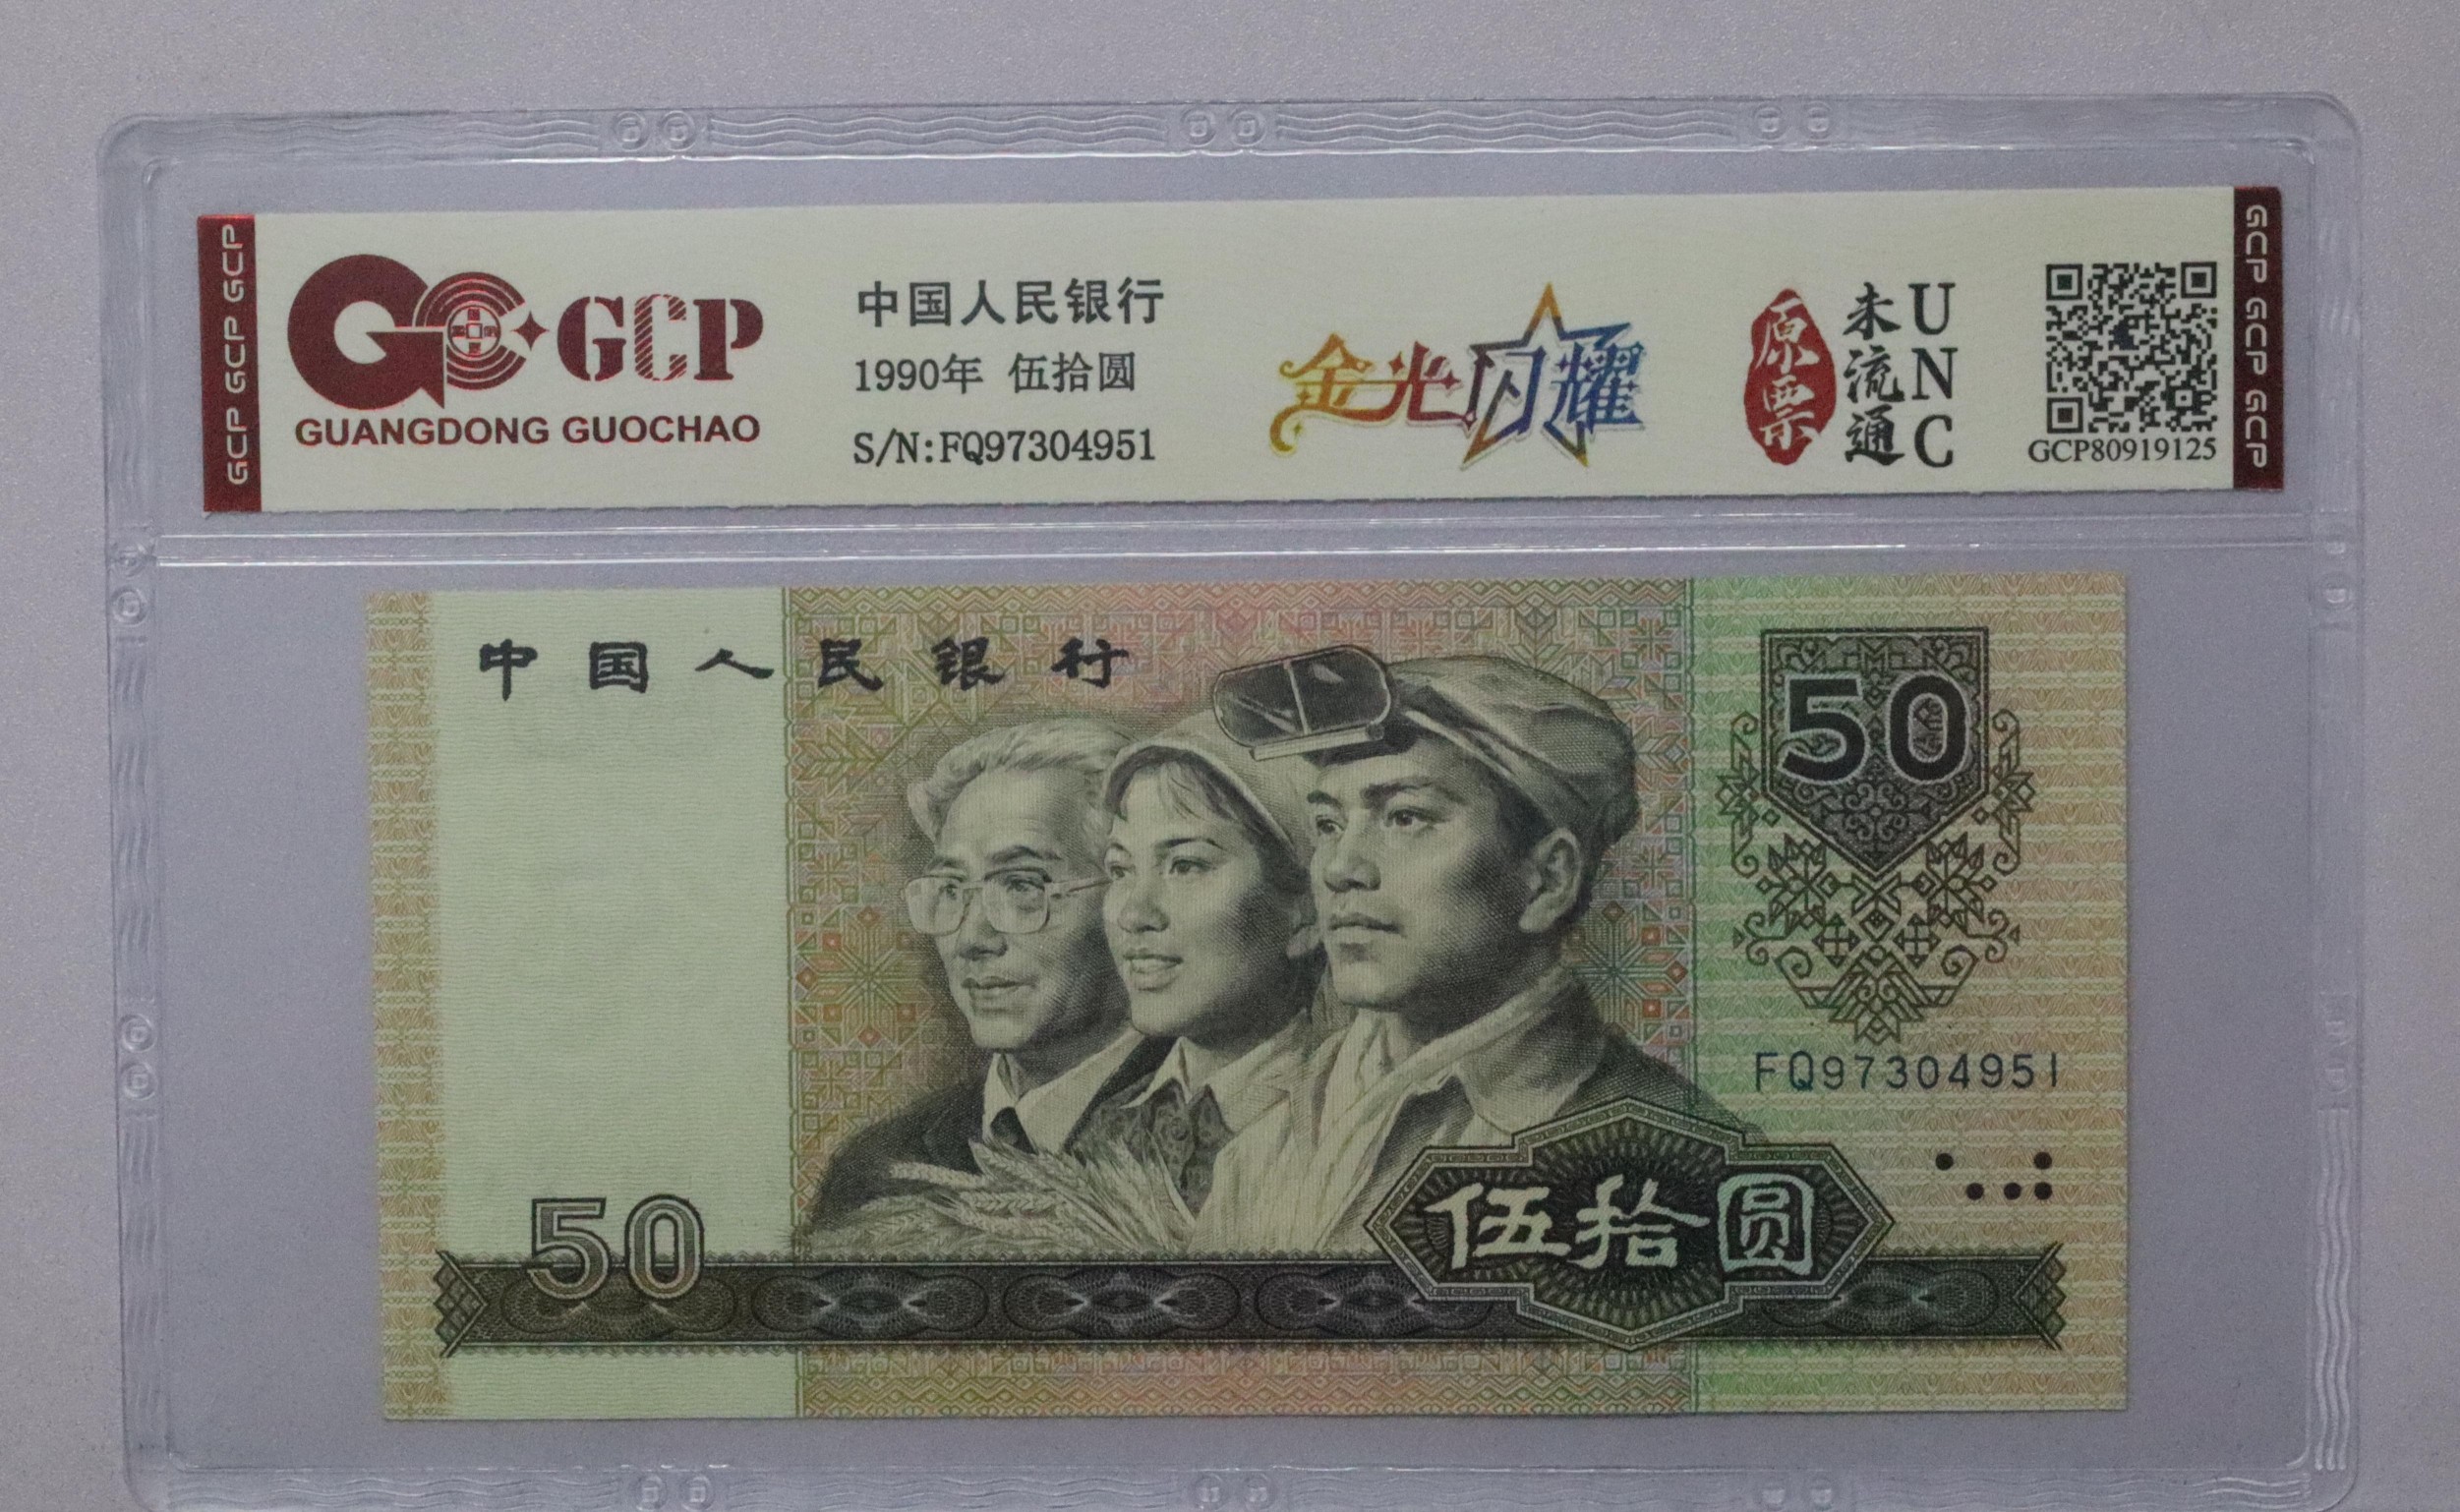 GCP GCP GCP
GCP
GUANGDONG GUOCHAO
中国人民银行
1990年 伍拾圆
S/N:FQ97304951
金光闪耀
原票
未流通
UNC
GCP80919125
GCP GCP GCP
中国人民银行
50
FQ97304951
50
伍拾圆